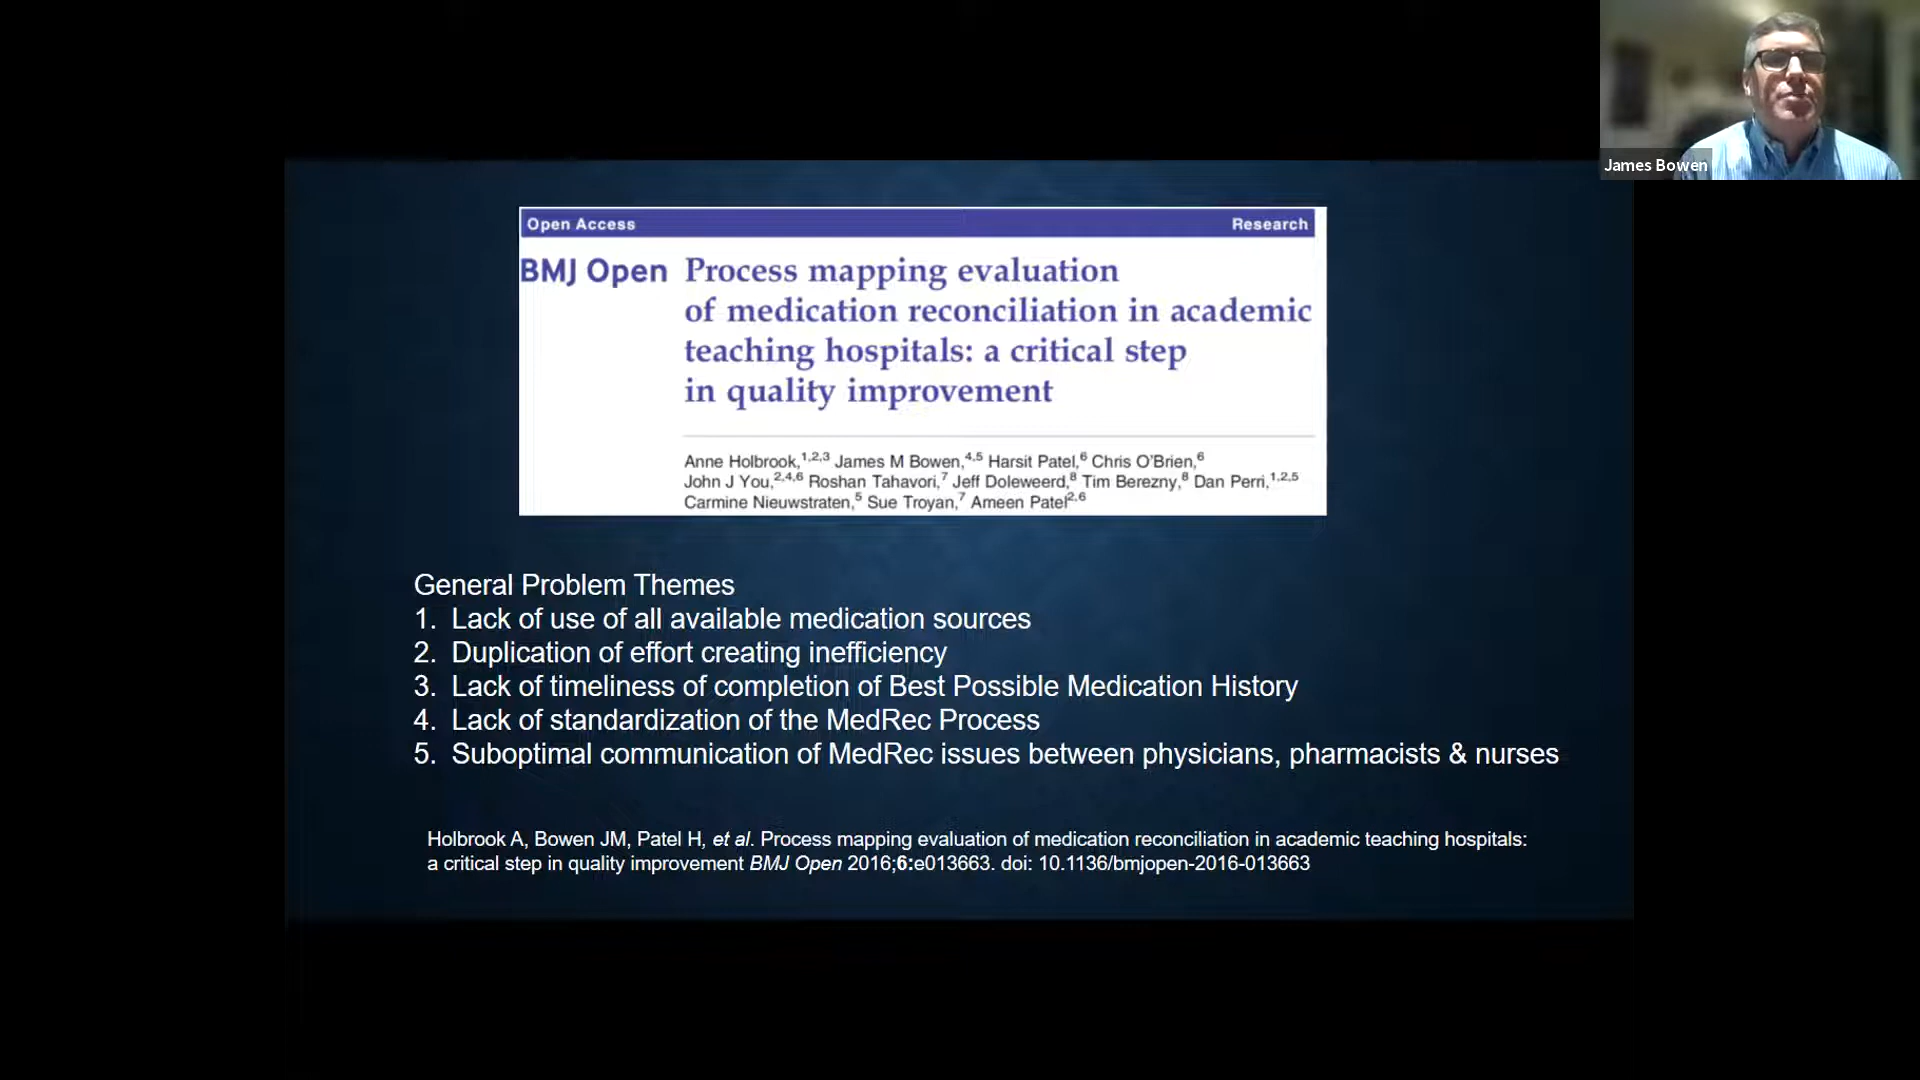 James Bowen
Open Access Research
BMJ Open Process mapping evaluation
of medication reconciliation in academic
teaching hospitals: a critical step
in quality improvement
Anne Holbrook,1,2,3 James M Bowen,4,5 Harsit Patel,6 Chris O'Brien,6
John J You,2,4,6 Roshan Tahavori,7 Jeff Doleweerd,8 Tim Berezny,8 Dan Perri,1,2,5
Carmine Nieuwstraten,5 Sue Troyan,7 Ameen Patel2,6
General Problem Themes
1. Lack of use of all available medication sources
2. Duplication of effort creating inefficiency
3. Lack of timeliness of completion of Best Possible Medication History
4. Lack of standardization of the MedRec Process
5. Suboptimal communication of MedRec issues between physicians, pharmacists & nurses
Holbrook A, Bowen JM, Patel H, et al. Process mapping evaluation of medication reconciliation in academic teaching hospitals:
a critical step in quality improvement BMJ Open 2016;6:e013663. doi: 10.1136/bmjopen-2016-013663